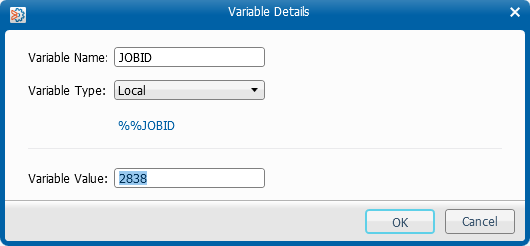 Variable Details
Variable Name: JOBID
Variable Type: Local
%%JOBID
Variable Value: 2838
OK Cancel